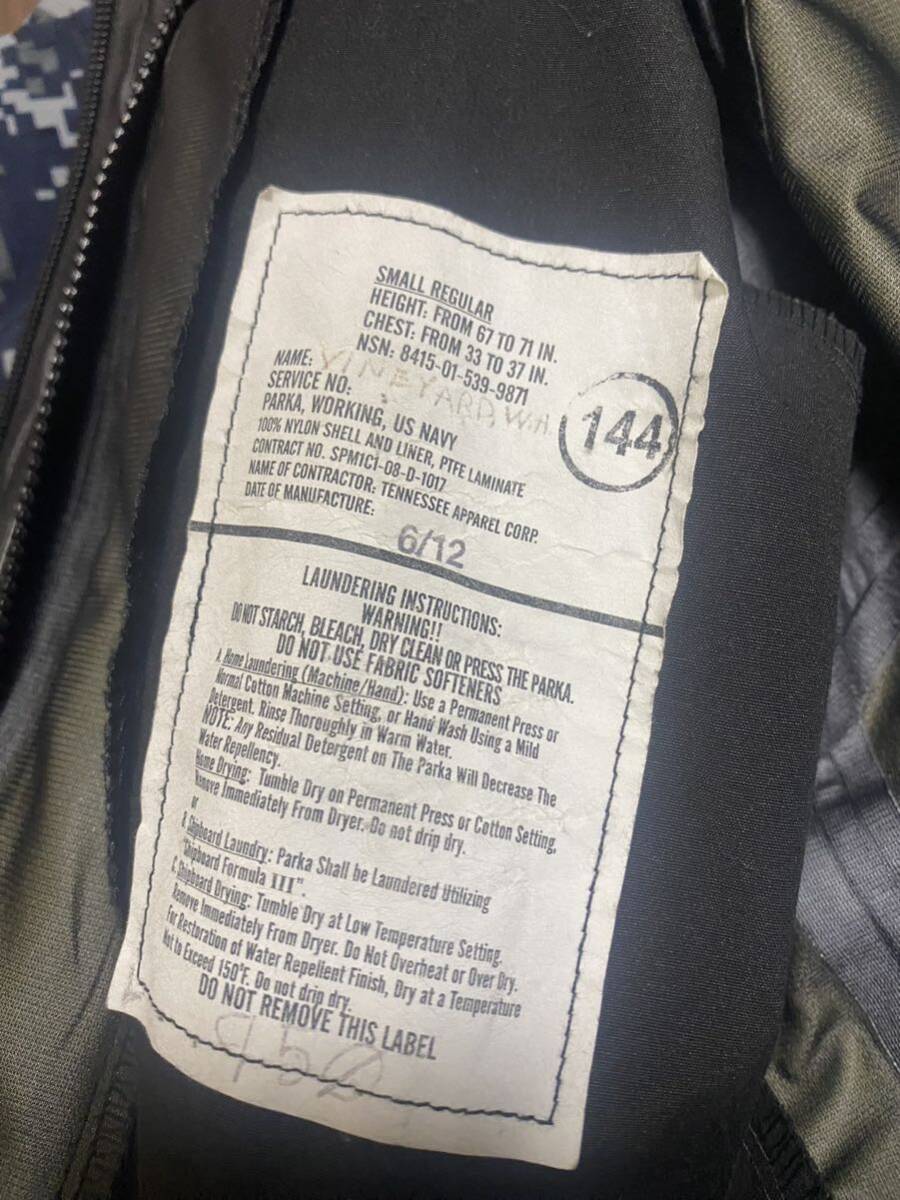 SMALL REGULAR
HEIGHT: FROM 67 TO 71 IN.
CHEST: FROM 33 TO 37 IN.
NSN: 8415-01-539-9871
NAME: VINEYARD, W.H.
SERVICE NO:
PARKA, WORKING, US NAVY
100% NYLON SHELL AND LINER, PTFE LAMINATE
CONTRACT NO. SPM1C1-08-D-1017
NAME OF CONTRACTOR: TENNESSEE APPAREL CORP.
DATE OF MANUFACTURE:
6/12
144
LAUNDERING INSTRUCTIONS:
WARNING!!
DO NOT STARCH, BLEACH, DRY CLEAN OR PRESS THE PARKA.
DO NOT USE FABRIC SOFTENERS
A. Home Laundering (Machine/Hand): Use a Permanent Press or
Normal Cotton Machine Setting, or Hand Wash Using a Mild
Detergent. Rinse Thoroughly in Warm Water.
NOTE: Any Residual Detergent on The Parka Will Decrease The
Water Repellency.
Home Drying: Tumble Dry on Permanent Press or Cotton Setting,
Remove Immediately From Dryer. Do not drip dry.
or
B. Shipboard Laundry: Parka Shall be Laundered Utilizing
"Shipboard Formula III".
C. Shipboard Drying: Tumble Dry at Low Temperature Setting.
Remove Immediately From Dryer. Do Not Overheat or Over Dry.
For Restoration of Water Repellent Finish, Dry at a Temperature
Not to Exceed 150°F. Do not drip dry.
DO NOT REMOVE THIS LABEL